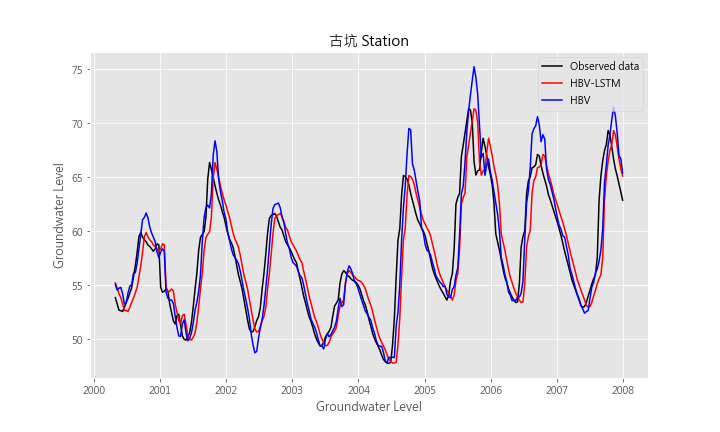 古坑 Station
Observed data
HBV-LSTM
HBV
Groundwater Level
75
70
65
60
55
50
2000 2001 2002 2003 2004 2005 2006 2007 2008
Groundwater Level